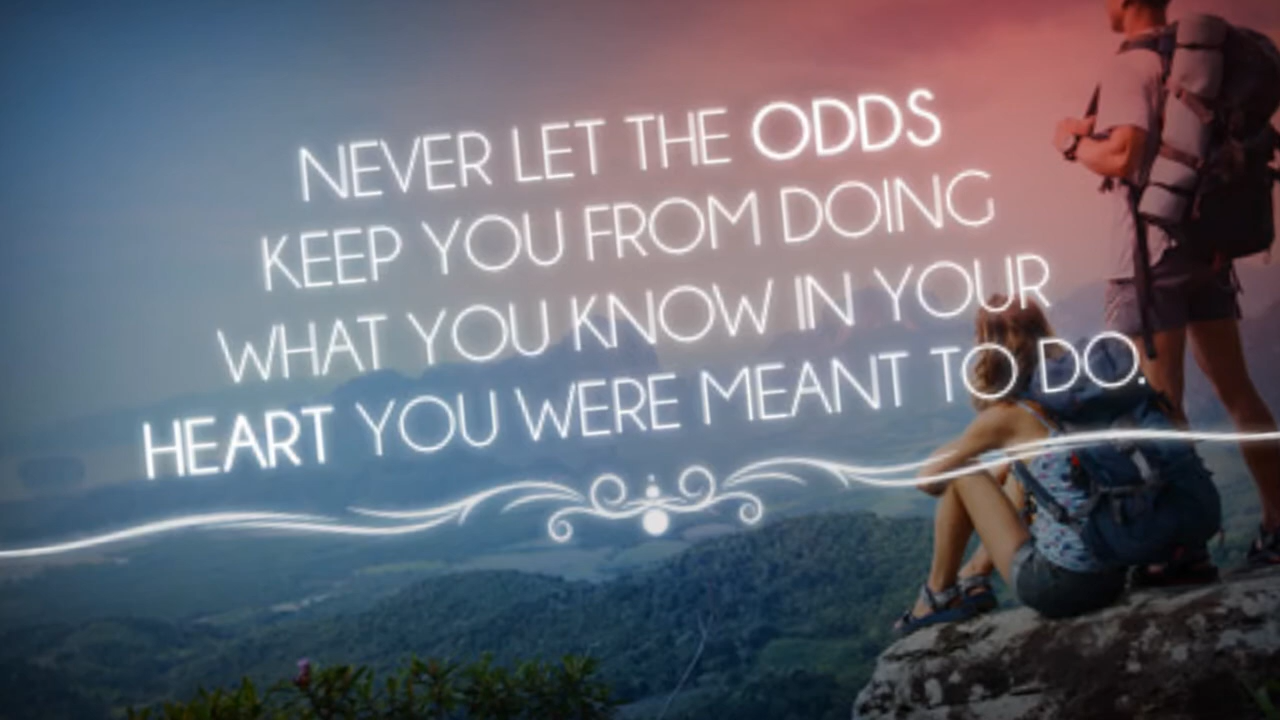 NEVER LET THE ODDS
KEEP YOU FROM DOING
WHAT YOU KNOW IN YOUR
HEART YOU WERE MEANT TO DO.